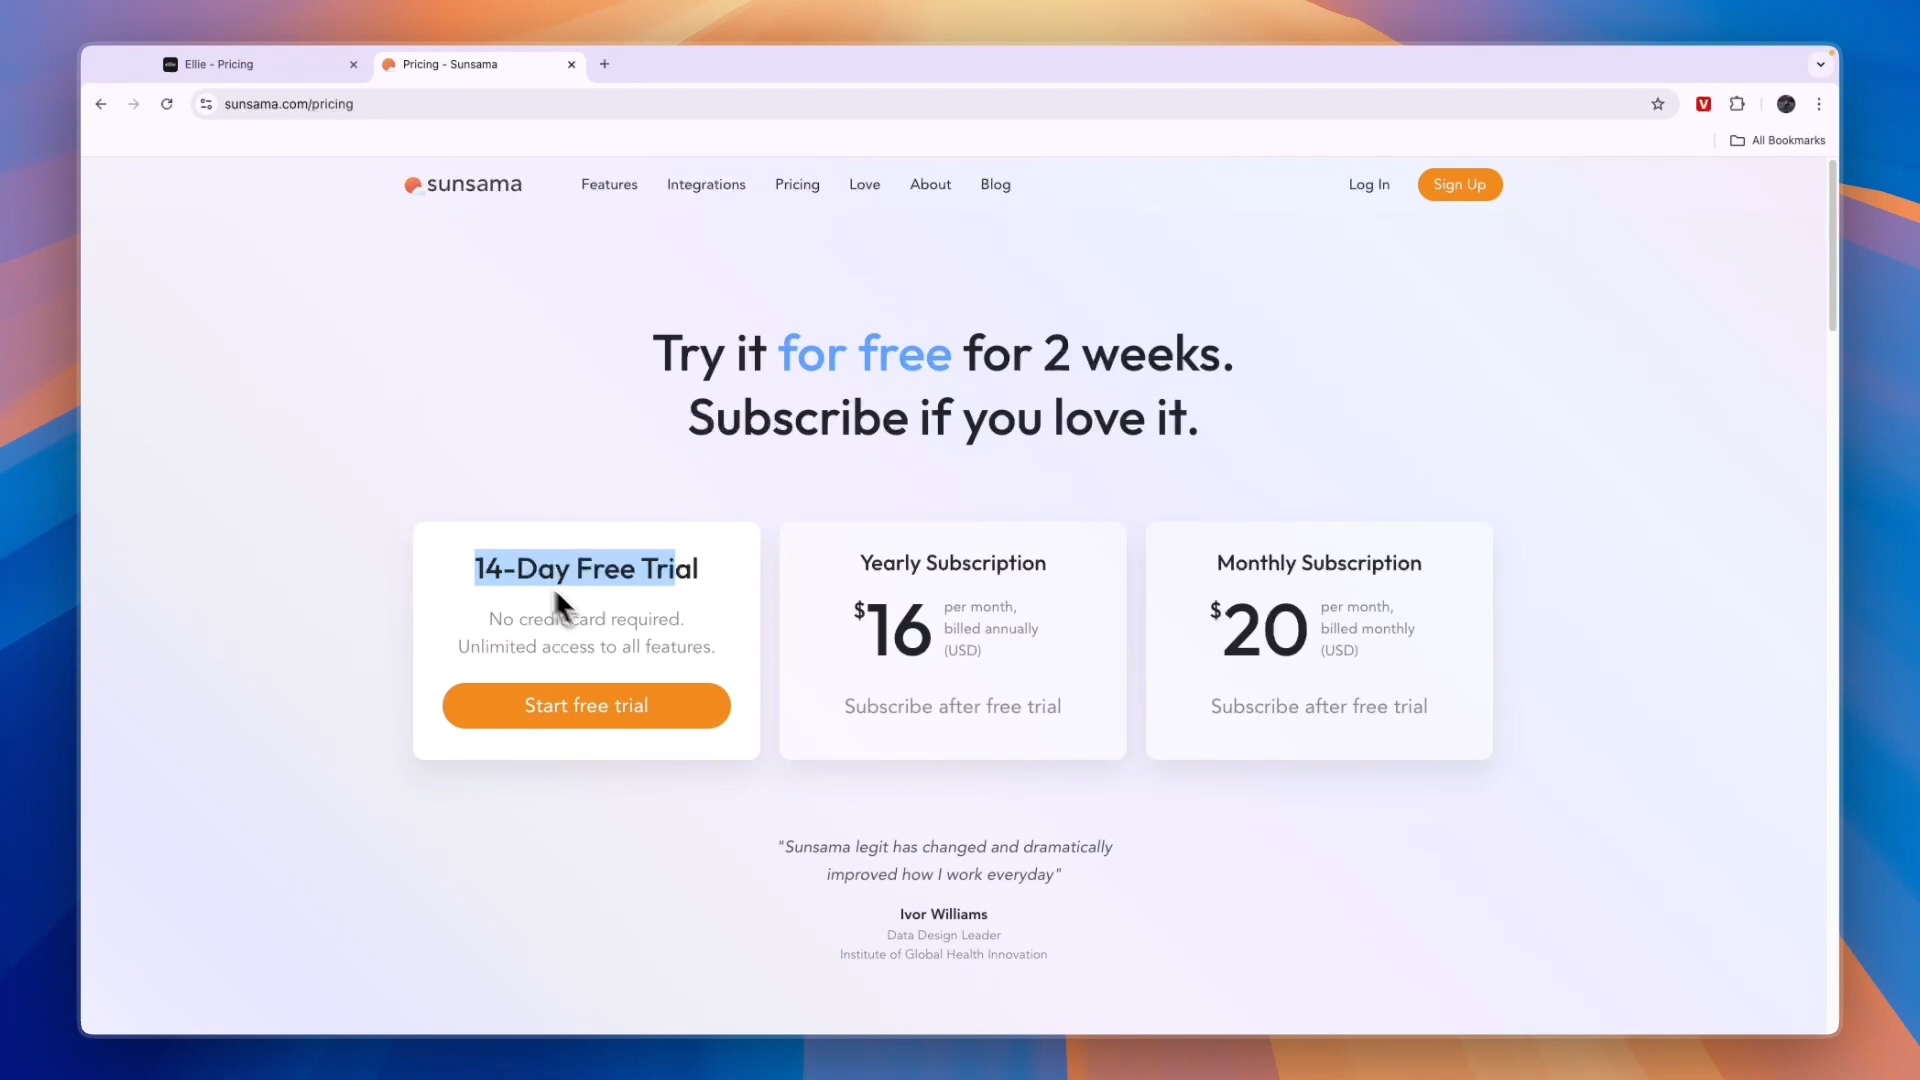 Ellie - Pricing
Pricing - Sunsama
sunsama.com/pricing
All Bookmarks
sunsama
Features
Integrations
Pricing
Love
About
Blog
Log In
Sign Up
Try it for free for 2 weeks.
Subscribe if you love it.
14-Day Free Trial
No credit card required.
Unlimited access to all features.
Start free trial
Yearly Subscription
$16
per month,
billed annually
(USD)
Subscribe after free trial
Monthly Subscription
$20
per month,
billed monthly
(USD)
Subscribe after free trial
"Sunsama legit has changed and dramatically
improved how I work everyday"
Ivor Williams
Data Design Leader
Institute of Global Health Innovation